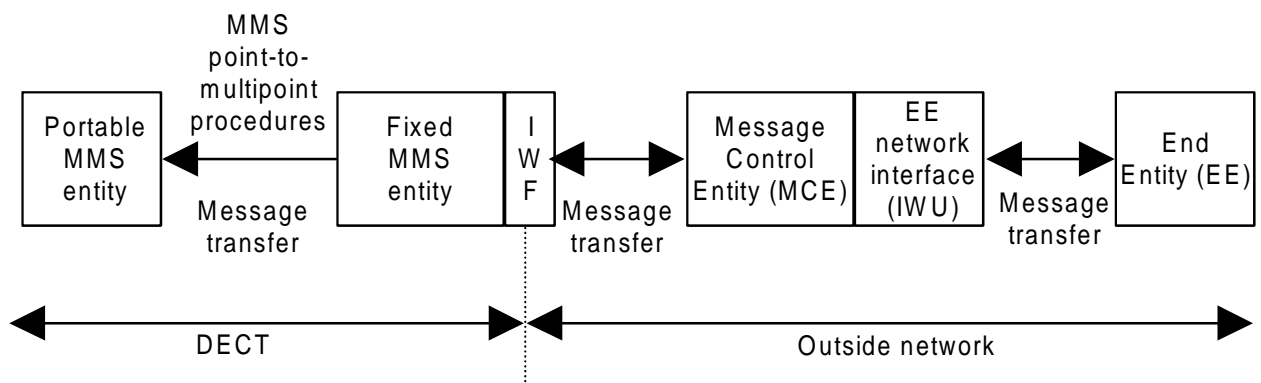 MMS
point-to-
multipoint
procedures
Portable
MMS
entity
Message
transfer
Fixed
MMS
entity
I
W
F
Message
transfer
Message
Control
Entity (MCE)
EE
network
interface
(IWU)
Message
transfer
End
Entity (EE)
DECT
Outside network